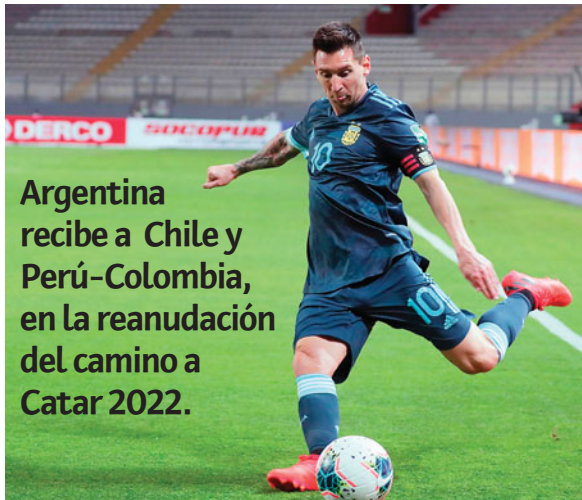 DERCO
SOCOPUR
10
Argentina
recibe a Chile y
Perú-Colombia,
en la reanudación
del camino a
Catar 2022.
10